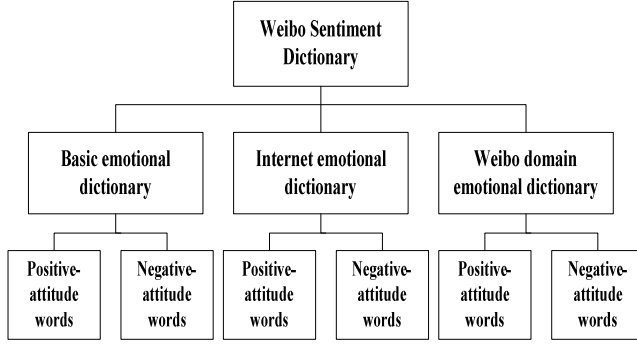 Weibo Sentiment
Dictionary
Basic emotional
dictionary
Internet emotional
dictionary
Weibo domain
emotional dictionary
Positive-
attitude
words
Negative-
attitude
words
Positive-
attitude
words
Negative-
attitude
words
Positive-
attitude
words
Negative-
attitude
words